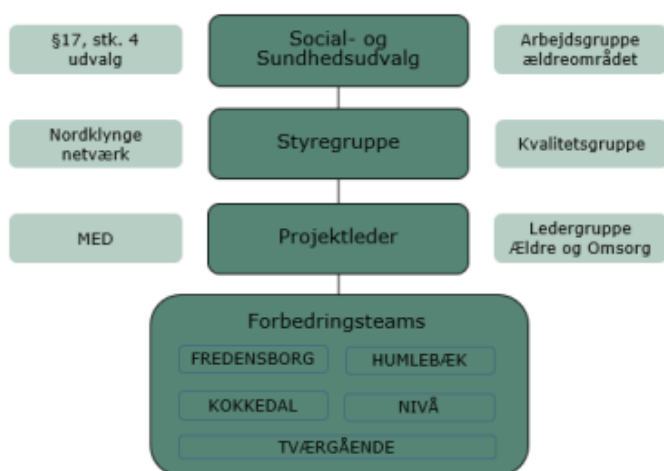 §17, stk. 4
udvalg
Social- og
Sundhedsudvalg
Arbejdsgruppe
ældreområdet
Nordklynge
netværk
Styregruppe
Kvalitetsgruppe
MED
Projektleder
Ledergruppe
Ældre og Omsorg
Forbedringsteams
FREDENSBORG
HUMLEBÆK
KOKKEDAL
NIVÅ
TVÆRGÅENDE